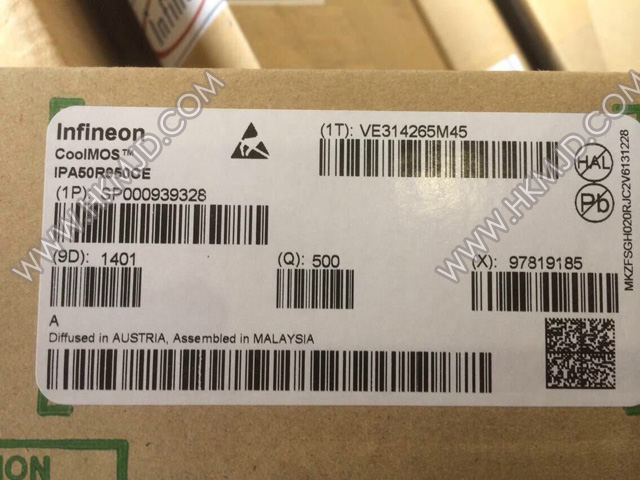 Infineon
CoolMOS™
IPA50R950CE
(1P): SP000939328
(1T): VE314265M45
HAL
Pb
(9D): 1401
(Q): 500
(X): 97819185
A
Diffused in AUSTRIA, Assembled in MALAYSIA
MKZFSGH020RJC2V6131228
WWW.HKMJD.COM
WWW.HKMJD.COM
ION